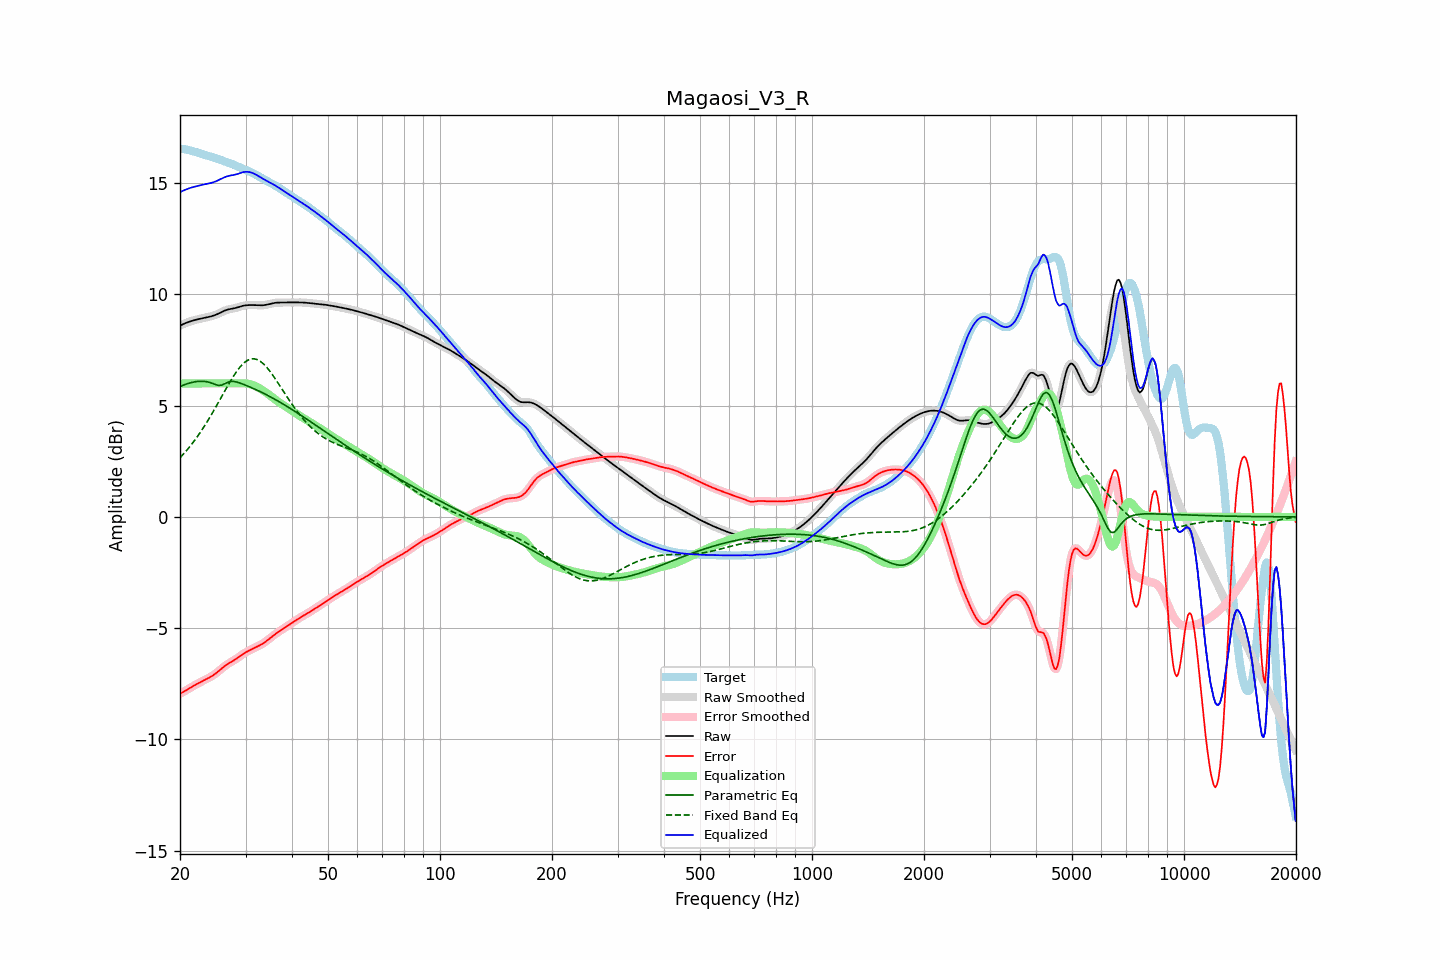 Magaosi_V3_R
Amplitude (dBr)
15
10
5
0
−5
−10
−15
20
50
100
200
500
1000
2000
5000
10000
20000
Frequency (Hz)
Target
Raw Smoothed
Error Smoothed
Raw
Error
Equalization
Parametric Eq
Fixed Band Eq
Equalized